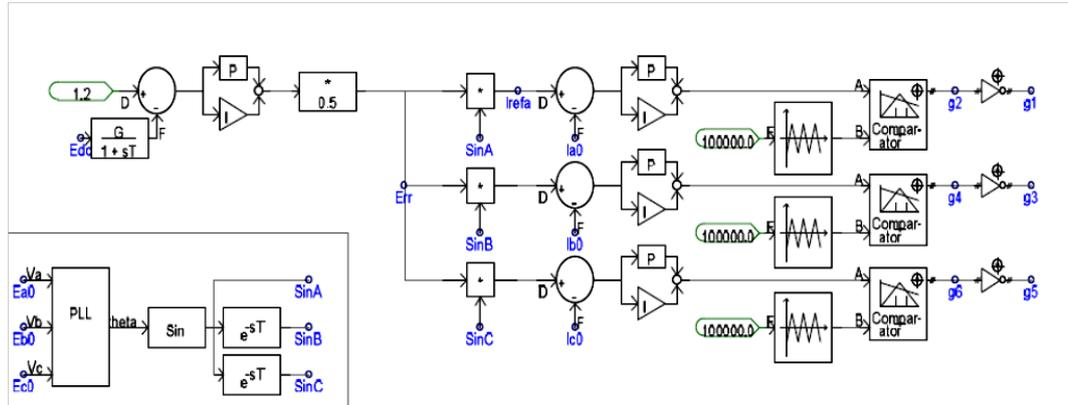 1.2
D
+
-
F
Edc
G
1 + sT
P
I
*
0.5
Err
*
SinA
Irefa
D
+
-
F
Ia0
P
I
100000.0
F
A
B
Compar-
ator
g2
g1
*
SinB
D
+
-
F
Ib0
P
I
100000.0
F
A
B
Compar-
ator
g4
g3
*
SinC
D
+
-
F
Ic0
P
I
100000.0
F
A
B
Compar-
ator
g6
g5
Va
Ea0
Vb
Eb0
Vc
Ec0
PLL
heta
Sin
e-sT
e-sT
SinA
SinB
SinC